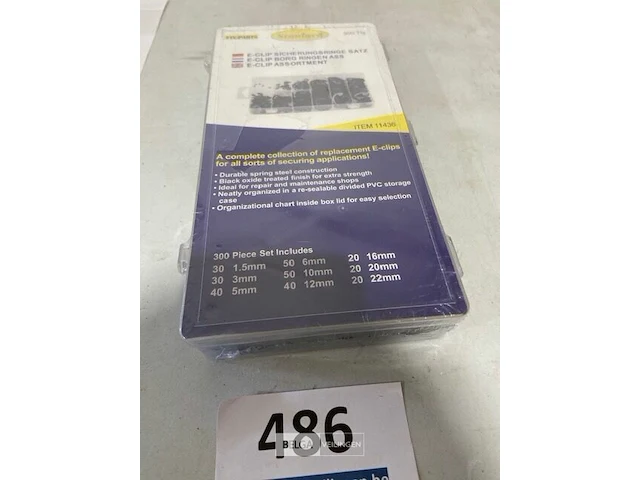 Standard
E-CLIP SICHERUNGSRINGE SATZ
E-CLIP BORG RINGEN ASS
E-CLIP ASSORTMENT
ITEM 11430
A complete collection of replacement E-clips
for all sorts of securing applications!
• Durable spring steel construction
• Black oxide treated finish for extra strength
• Ideal for repair and maintenance shops
• Neatly organized in a re-sealable divided PVC storage
case
• Organizational chart inside box lid for easy selection
300 Piece Set Includes
30 1.5mm 50 6mm 20 16mm
30 3mm 50 10mm 20 20mm
40 5mm 40 12mm 20 22mm
486
BELGA VEILINGEN